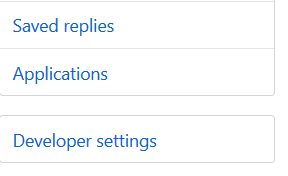 Saved replies
Applications
Developer settings